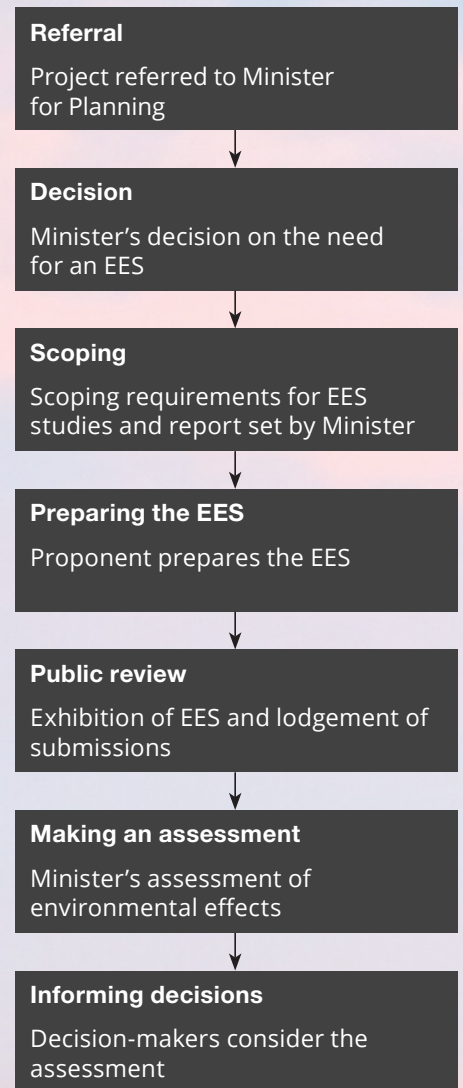 Referral
Project referred to Minister
for Planning
Decision
Minister’s decision on the need
for an EES
Scoping
Scoping requirements for EES
studies and report set by Minister
Preparing the EES
Proponent prepares the EES
Public review
Exhibition of EES and lodgement of
submissions
Making an assessment
Minister’s assessment of
environmental effects
Informing decisions
Decision-makers consider the
assessment